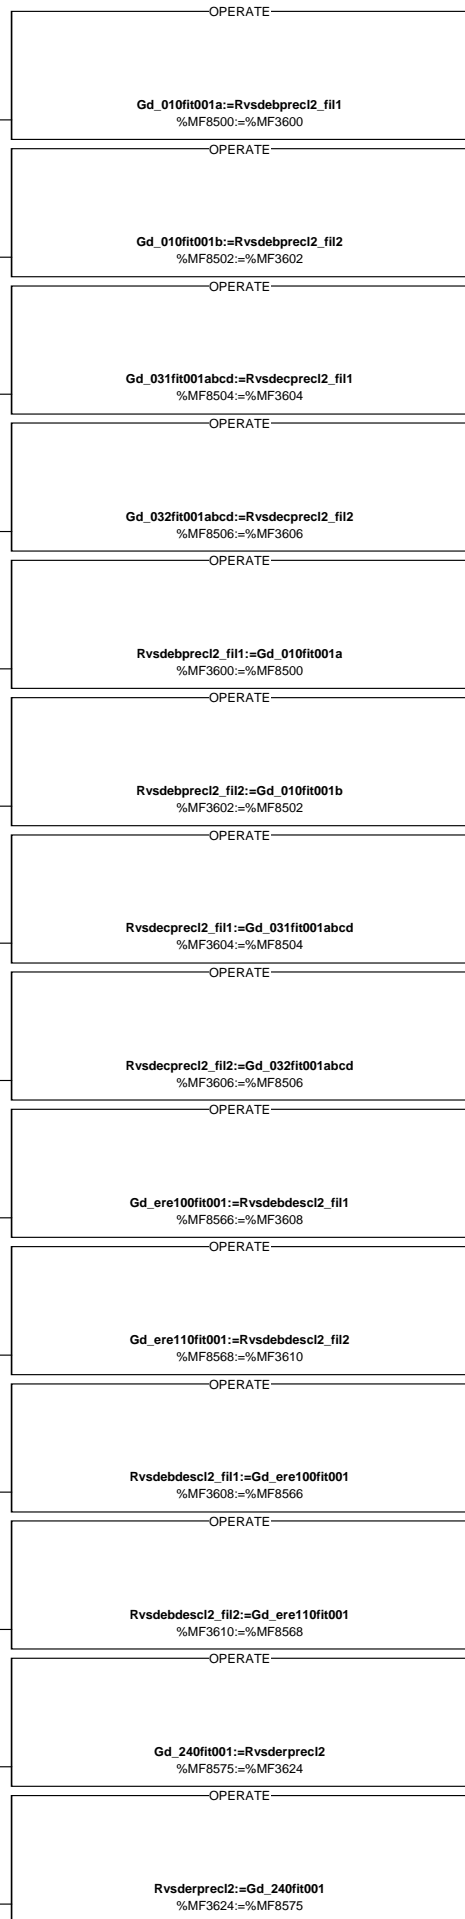 OPERATE
Gd_010fit001a:=Rvsdebprecl2_fil1
%MF8500:=%MF3600
OPERATE
Gd_010fit001b:=Rvsdebprecl2_fil2
%MF8502:=%MF3602
OPERATE
Gd_031fit001abcd:=Rvsdecprecl2_fil1
%MF8504:=%MF3604
OPERATE
Gd_032fit001abcd:=Rvsdecprecl2_fil2
%MF8506:=%MF3606
OPERATE
Rvsdebprecl2_fil1:=Gd_010fit001a
%MF3600:=%MF8500
OPERATE
Rvsdebprecl2_fil2:=Gd_010fit001b
%MF3602:=%MF8502
OPERATE
Rvsdecprecl2_fil1:=Gd_031fit001abcd
%MF3604:=%MF8504
OPERATE
Rvsdecprecl2_fil2:=Gd_032fit001abcd
%MF3606:=%MF8506
OPERATE
Gd_ere100fit001:=Rvsdebdescl2_fil1
%MF8566:=%MF3608
OPERATE
Gd_ere110fit001:=Rvsdebdescl2_fil2
%MF8568:=%MF3610
OPERATE
Rvsdebdescl2_fil1:=Gd_ere100fit001
%MF3608:=%MF8566
OPERATE
Rvsdebdescl2_fil2:=Gd_ere110fit001
%MF3610:=%MF8568
OPERATE
Gd_240fit001:=Rvsderprecl2
%MF8575:=%MF3624
OPERATE
Rvsderprecl2:=Gd_240fit001
%MF3624:=%MF8575